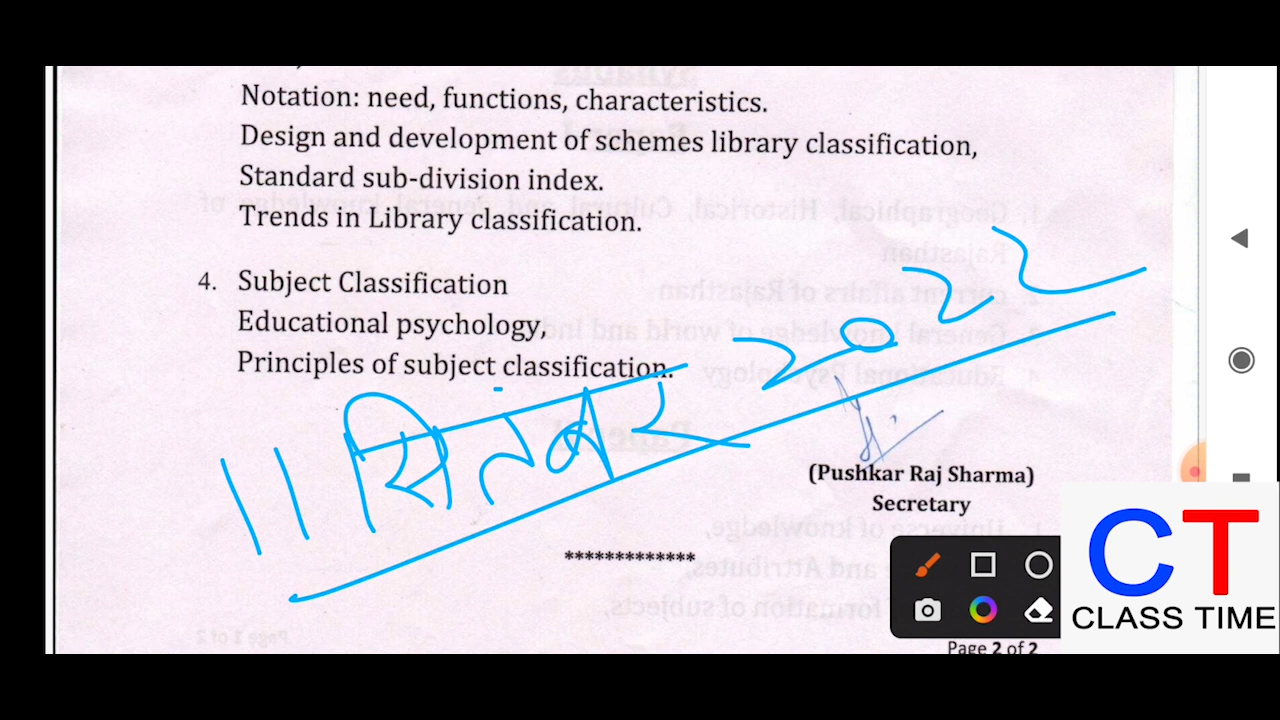 Notation: need, functions, characteristics.
Design and development of schemes library classification,
Standard sub-division index.
Trends in Library classification.
4. Subject Classification
Educational psychology,
Principles of subject classification.
11 सितंबर 2022
(Pushkar Raj Sharma)
Secretary
*************
CT
CLASS TIME
Page 2 of 2